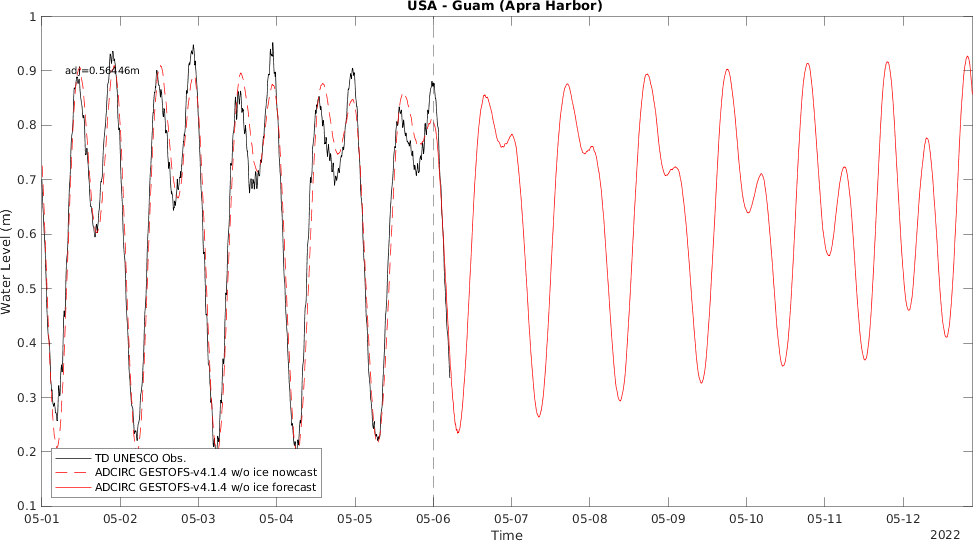 USA - Guam (Apra Harbor)
1
0.9
0.8
0.7
0.6
0.5
0.4
0.3
0.2
0.1
Water Level (m)
adj=0.56446m
TD UNESCO Obs.
ADCIRC GESTOFS-v4.1.4 w/o ice nowcast
ADCIRC GESTOFS-v4.1.4 w/o ice forecast
05-01 05-02 05-03 05-04 05-05 05-06 05-07 05-08 05-09 05-10 05-11 05-12
Time
2022